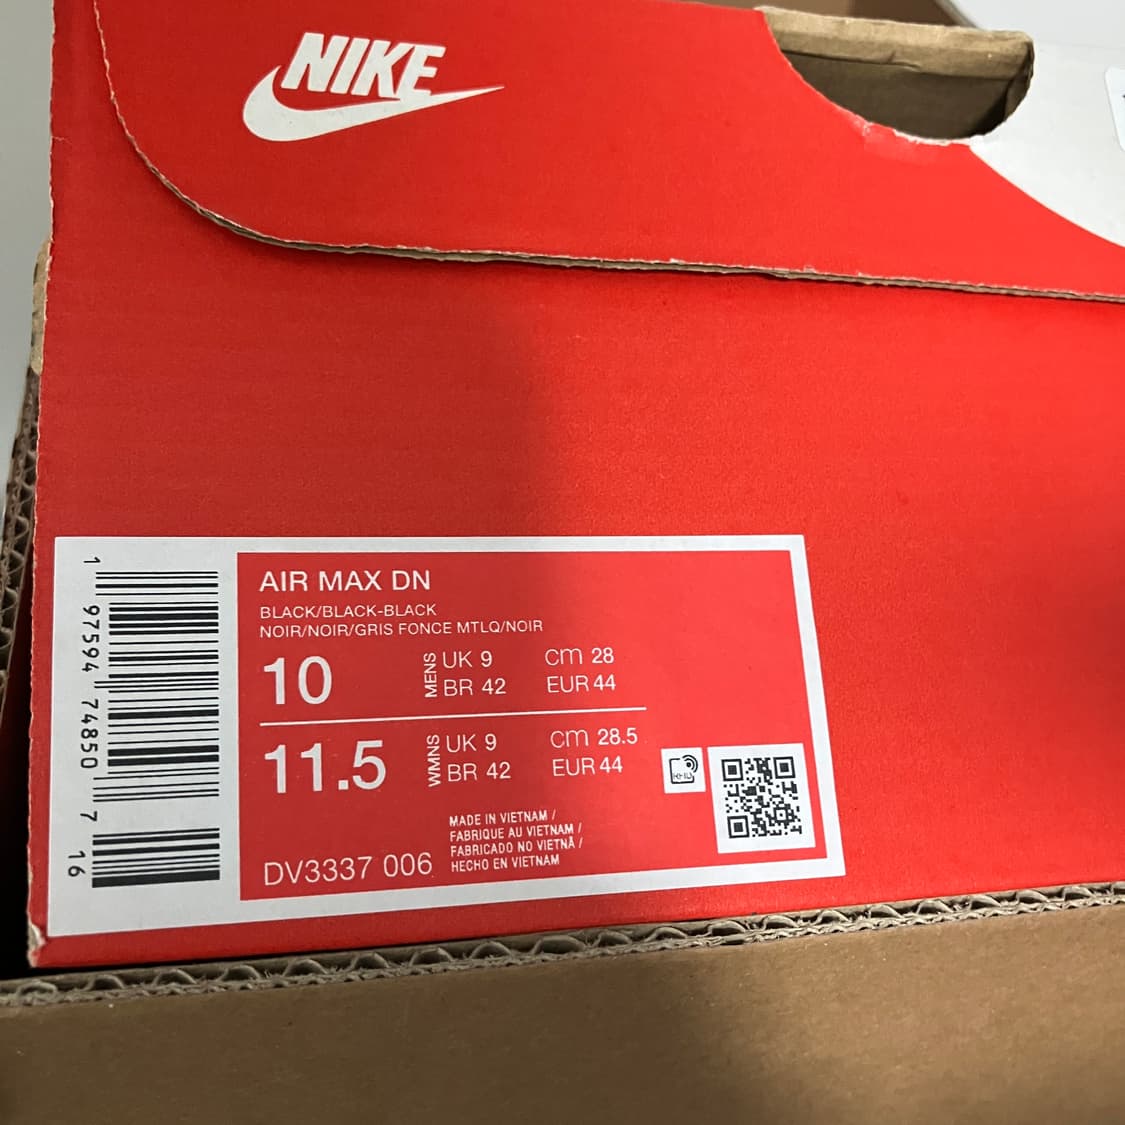 NIKE
AIR MAX DN
BLACK/BLACK-BLACK
NOIR/NOIR/GRIS FONCE MTLQ/NOIR
10 MENS UK 9 cm 28
BR 42 EUR 44
11.5 WMNS UK 9 cm 28.5
BR 42 EUR 44
RFID
MADE IN VIETNAM /
FABRIQUE AU VIETNAM /
FABRICADO NO VIETNÃ /
HECHO EN VIETNAM
DV3337 006
1 97594 74850 7 16